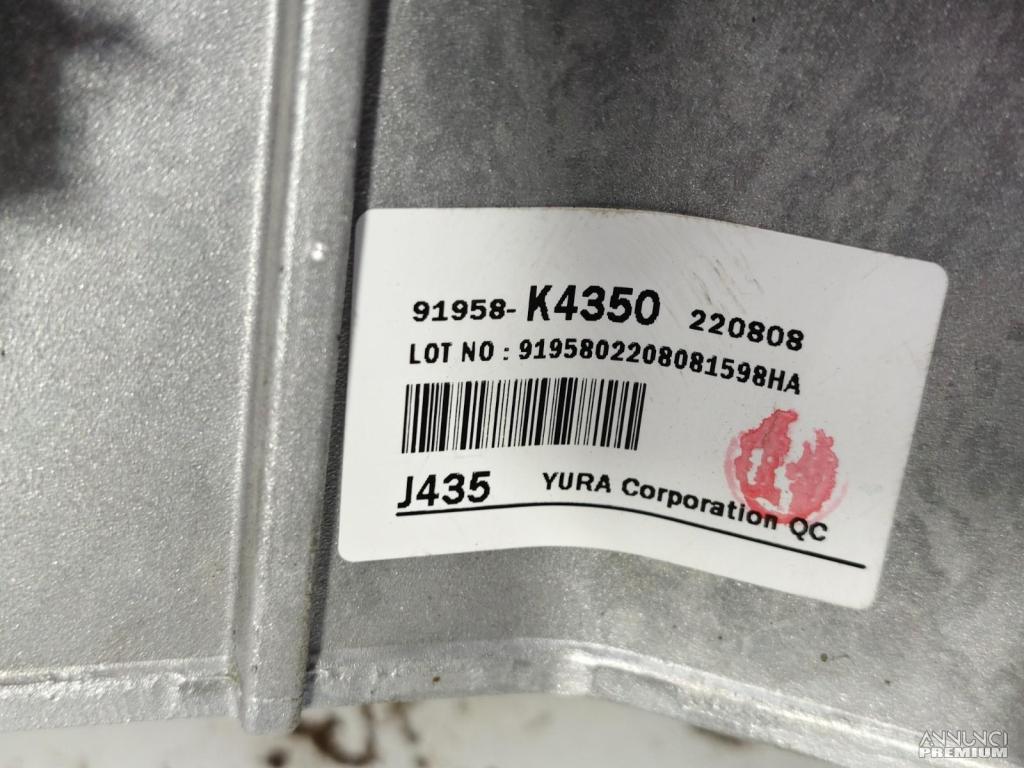 91958- K4350 220808
LOT NO : 9195802208081598HA
J435 YURA Corporation QC
ANNUNCI
PREMIUM